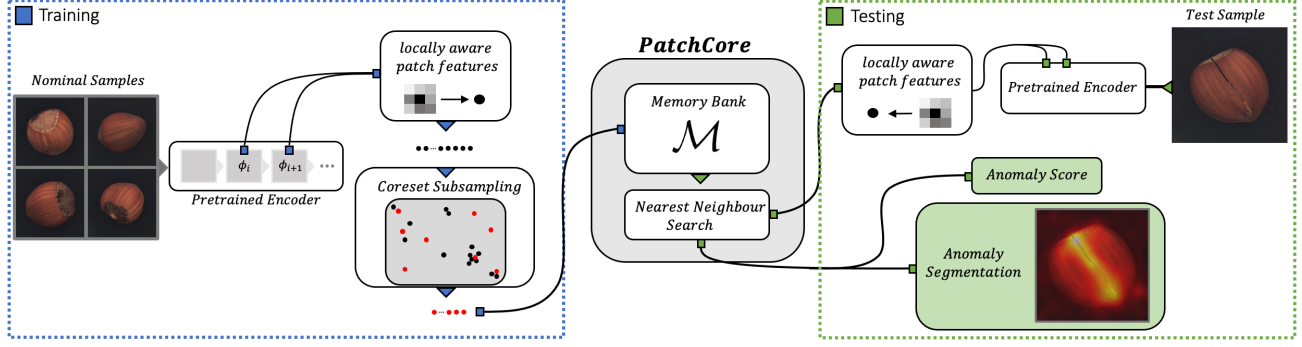 Training
Nominal Samples
ϕi
ϕi+1
...
Pretrained Encoder
locally aware
patch features
Coreset Subsampling
PatchCore
Memory Bank
ℳ
Nearest Neighbour
Search
Testing
locally aware
patch features
Pretrained Encoder
Test Sample
Anomaly Score
Anomaly
Segmentation